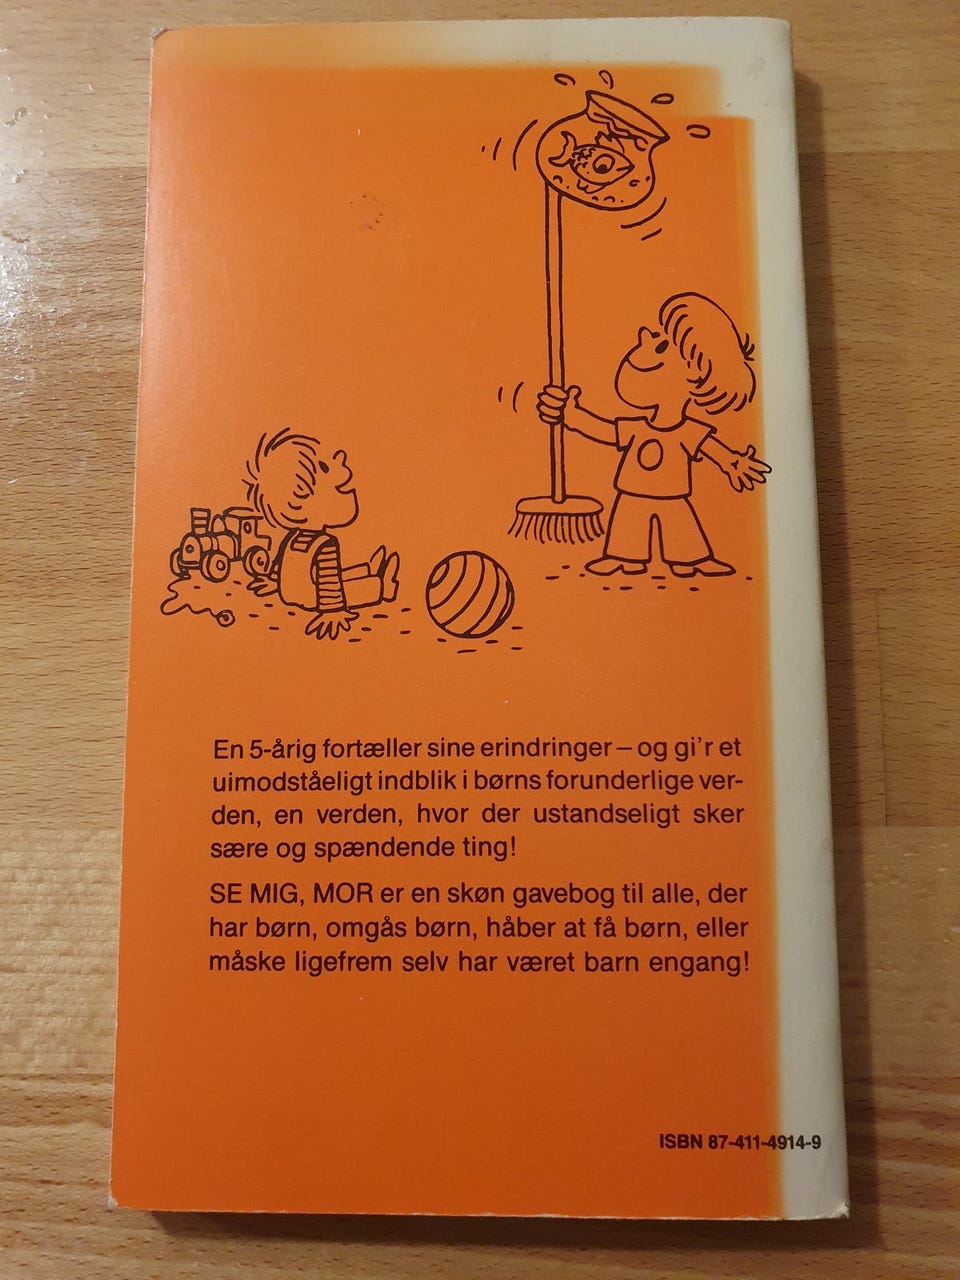 En 5-årig fortæller sine erindringer – og gi'r et
uimodståeligt indblik i børns forunderlige ver-
den, en verden, hvor der ustandseligt sker
sære og spændende ting!
SE MIG, MOR er en skøn gavebog til alle, der
har børn, omgås børn, håber at få børn, eller
måske ligefrem selv har været barn engang!
ISBN 87-411-4914-9